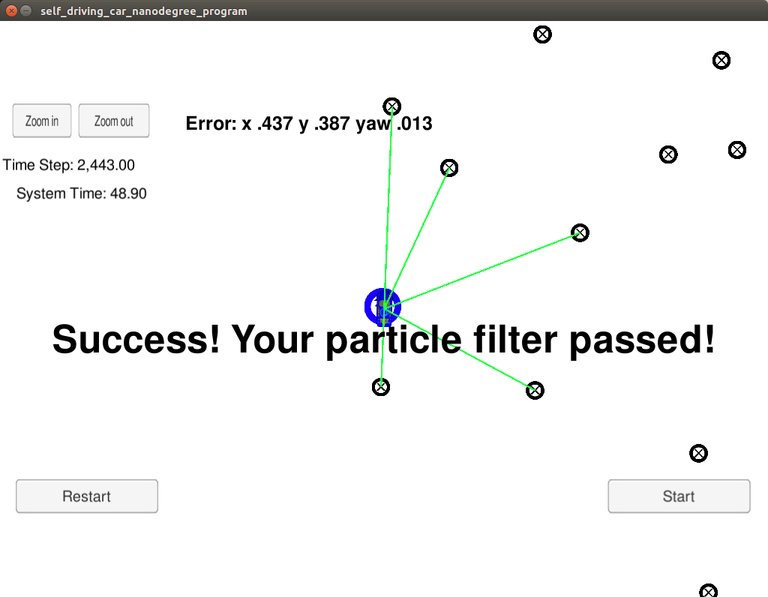 self_driving_car_nanodegree_program
Zoom in
Zoom out
Error: x .437 y .387 yaw .013
Time Step: 2,443.00
System Time: 48.90
Success! Your particle filter passed!
Restart
Start